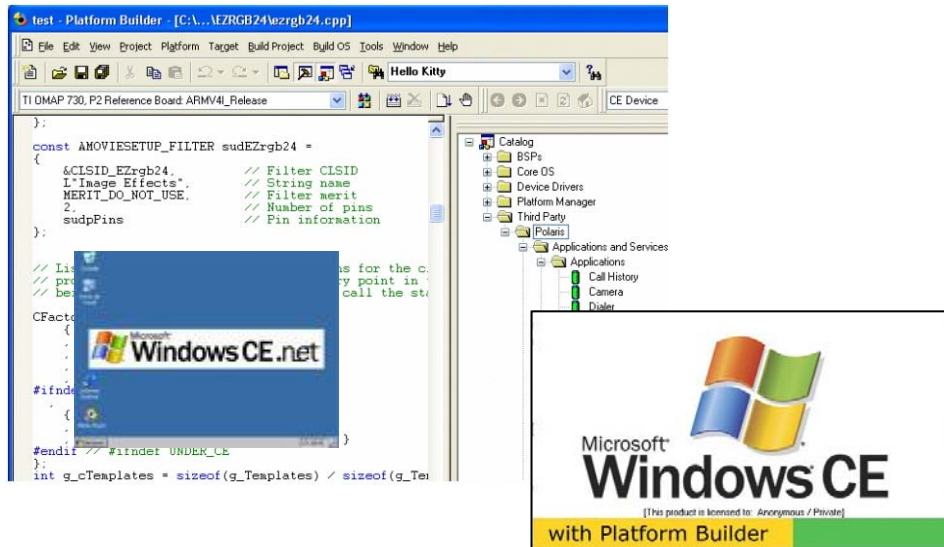 test - Platform Builder - [C:\...\EZRGB24\ezrgb24.cpp]
File Edit View Project Platform Target Build Project Build OS Tools Window Help
Hello Kitty
TI OMAP 730, P2 Reference Board: ARMV4I_Release
CE Device
};
const AMOVIESETUP_FILTER sudEZrgb24 =
{
&CLSID_EZrgb24, // Filter CLSID
L"Image Effects", // String name
MERIT_DO_NOT_USE, // Filter merit
2, // Number of pins
sudpPins // Pin information
};
// Lis
ns for the c
// pro
ry point in
// be
call the sta
CFacto
{
#ifnde
{
}
#endif // #ifndef UNDER_CE
};
int g_cTemplates = sizeof(g_Templates) / sizeof(g_Te
Microsoft
Windows CE.net
Catalog
BSPs
Core OS
Device Drivers
Platform Manager
Third Party
Polaris
Applications and Services
Applications
Call History
Camera
Dialer
Microsoft
Windows CE
[This product is licensed to: Anonymous / Private]
with Platform Builder